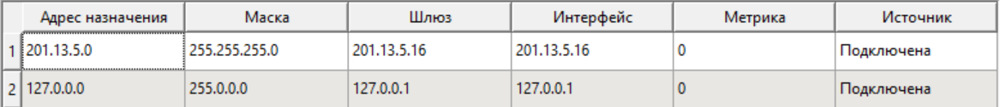 Адрес назначения Маска Шлюз Интерфейс Метрика Источник
1 201.13.5.0 255.255.255.0 201.13.5.16 201.13.5.16 0 Подключена
2 127.0.0.0 255.0.0.0 127.0.0.1 127.0.0.1 0 Подключена